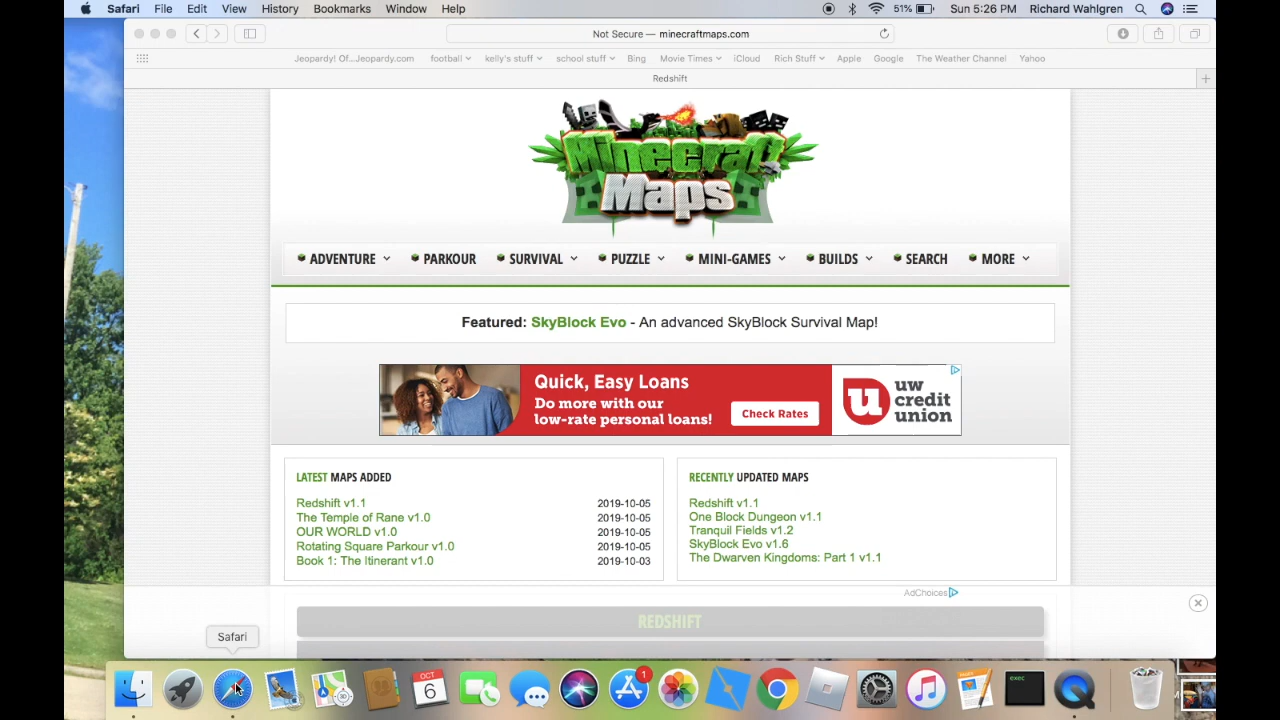 Safari File Edit View History Bookmarks Window Help 51% Sun 5:26 PM Richard Wahlgren
Not Secure — minecraftmaps.com
Jeopardy! Of...Jeopardy.com football kelly's stuff school stuff Bing Movie Times iCloud Rich Stuff Apple Google The Weather Channel Yahoo
Redshift
Minecraft
Maps
ADVENTURE PARKOUR SURVIVAL PUZZLE MINI-GAMES BUILDS SEARCH MORE
Featured: SkyBlock Evo - An advanced SkyBlock Survival Map!
Quick, Easy Loans
Do more with our
low-rate personal loans!
Check Rates
u
uw
credit
union
LATEST MAPS ADDED
Redshift v1.1 2019-10-05
The Temple of Rane v1.0 2019-10-05
OUR WORLD v1.0 2019-10-05
Rotating Square Parkour v1.0 2019-10-05
Book 1: The Itinerant v1.0 2019-10-03
RECENTLY UPDATED MAPS
Redshift v1.1
One Block Dungeon v1.1
Tranquil Fields v1.2
SkyBlock Evo v1.6
The Dwarven Kingdoms: Part 1 v1.1
AdChoices
REDSHIFT
Safari
OCT
6
1
exec